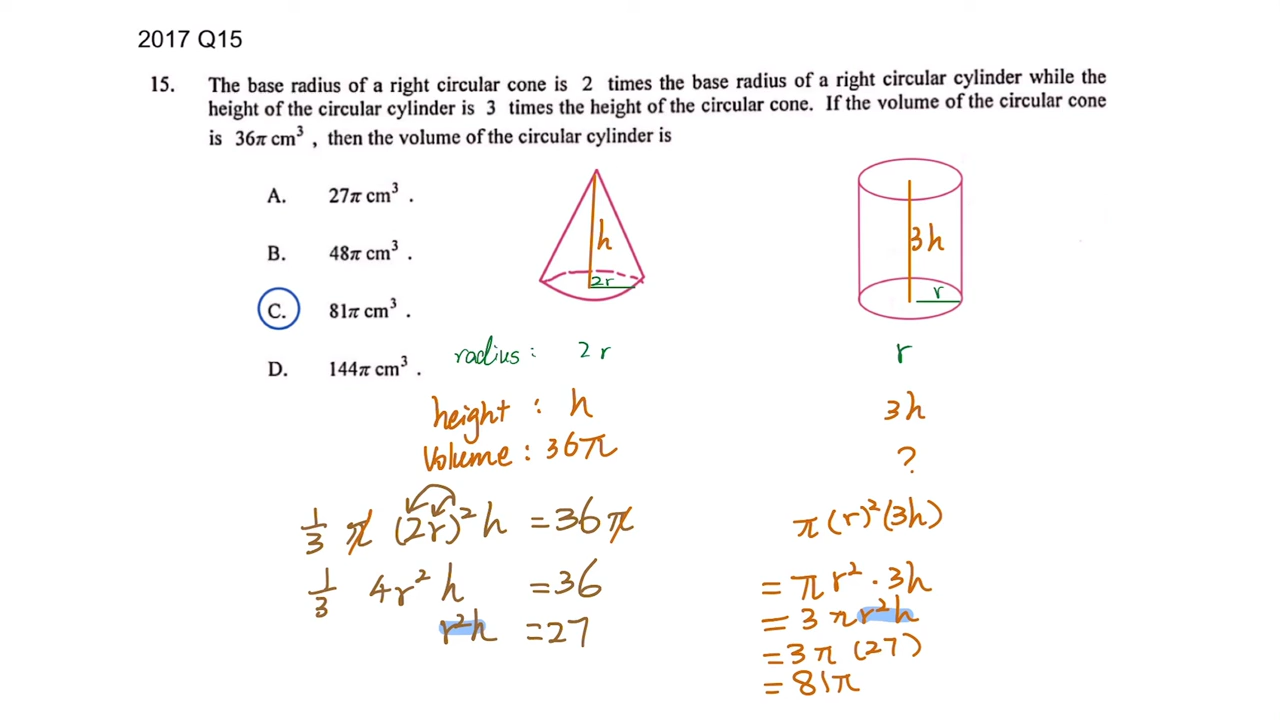 2017 Q15
15. The base radius of a right circular cone is 2 times the base radius of a right circular cylinder while the
height of the circular cylinder is 3 times the height of the circular cone. If the volume of the circular cone
is 36π cm³ , then the volume of the circular cylinder is
A. 27π cm³ .
B. 48π cm³ .
C. 81π cm³ .
D. 144π cm³ .
h
2r
3h
r
radius : 2r r
height : h 3h
Volume : 36π ?
1/3 π (2r)² h = 36π
1/3 4r² h = 36
r²h = 27
π (r)² (3h)
= π r² · 3h
= 3 π r²h
= 3π (27)
= 81π